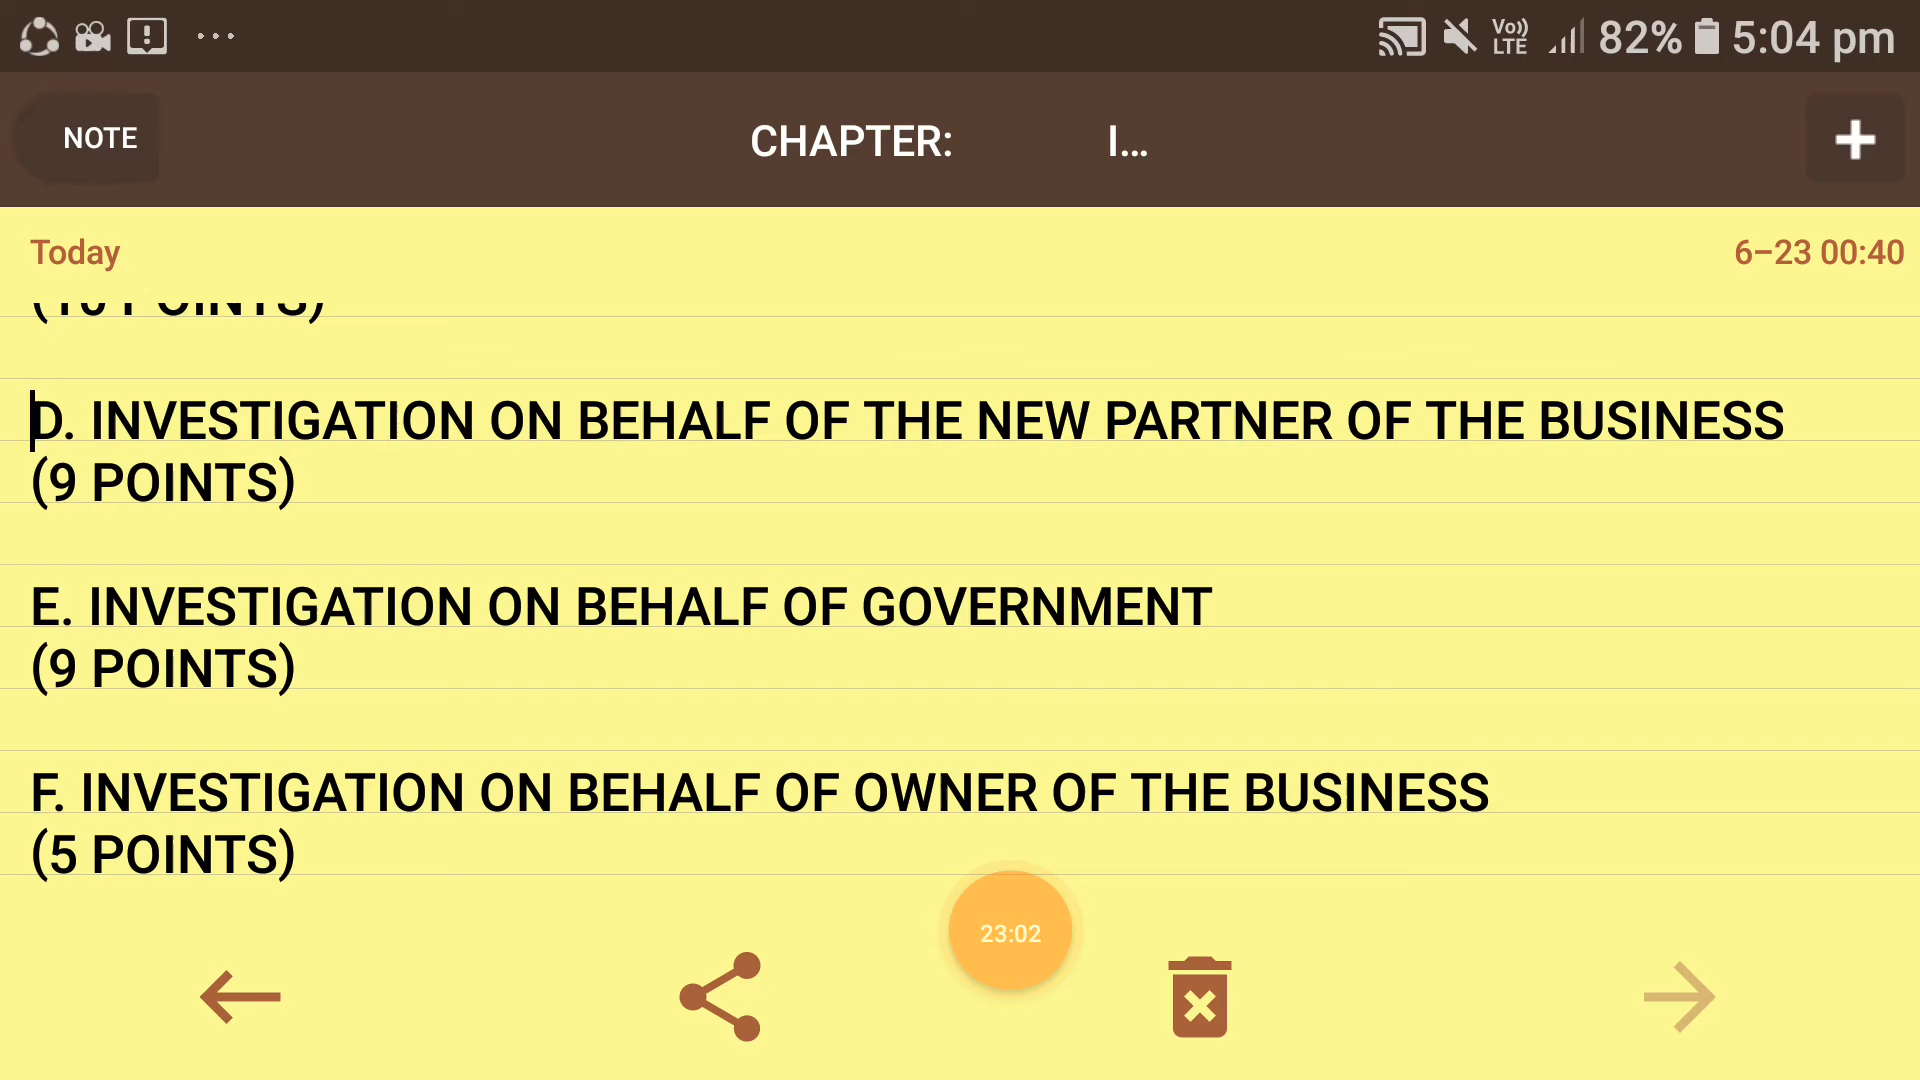 Vo))
LTE
82%
5:04 pm
NOTE
CHAPTER: I...
Today
6-23 00:40
D. INVESTIGATION ON BEHALF OF THE NEW PARTNER OF THE BUSINESS
(9 POINTS)
E. INVESTIGATION ON BEHALF OF GOVERNMENT
(9 POINTS)
F. INVESTIGATION ON BEHALF OF OWNER OF THE BUSINESS
(5 POINTS)
23:02